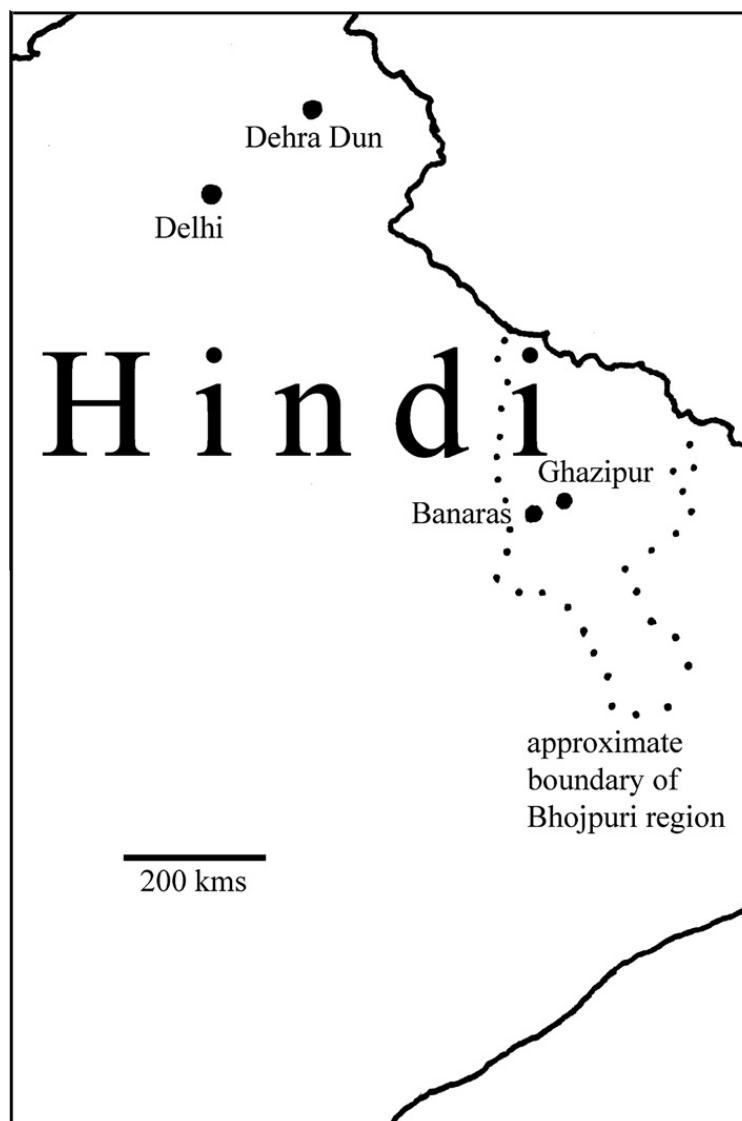 Dehra Dun
Delhi
Hindi
Ghazipur
Banaras
approximate
boundary of
Bhojpuri region
200 kms